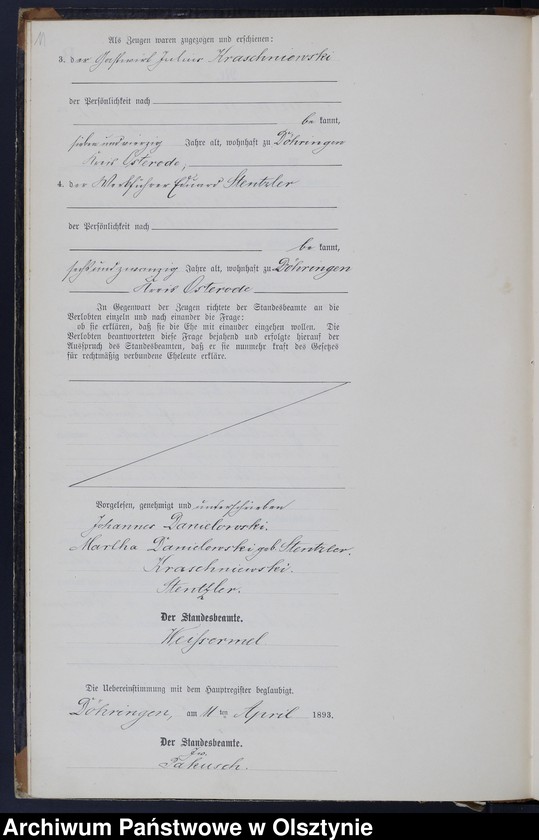 Als Zeugen waren zugezogen und erschienen:
3. der Gastwirt Julius Kraschniewski
der Persönlichkeit nach
be kannt,
siebenundvierzig Jahre alt, wohnhaft zu Döhringen
Kreis Osterode,
4. der Werkführer Eduard Stentzler
der Persönlichkeit nach
be kannt,
sechsundzwanzig Jahre alt, wohnhaft zu Döhringen
Kreis Osterode
In Gegenwart der Zeugen richtete der Standesbeamte an die
Verlobten einzeln und nach einander die Frage:
ob sie erklären, daß sie die Ehe mit einander eingehen wollen. Die
Verlobten beantworteten diese Frage bejahend und erfolgte hierauf der
Ausspruch des Standesbeamten, daß er sie nunmehr kraft des Gesetzes
für rechtmäßig verbundene Eheleute erkläre.
Vorgelesen, genehmigt und unterschrieben
Johannes Danielowski.
Martha Danielowski geb. Stentzler.
Kraschniewski.
Stentzler.
Der Standesbeamte.
Weissermel
Die Uebereinstimmung mit dem Hauptregister beglaubigt.
Döhringen, am 11ten April 1893.
Der Standesbeamte.
Archiwum Państwowe w Olsztynie